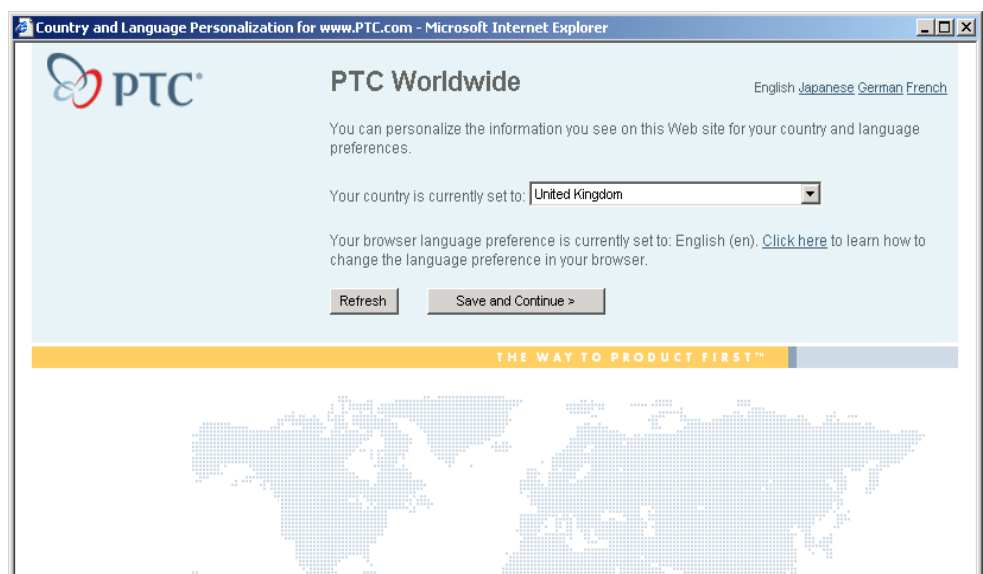 Country and Language Personalization for www.PTC.com - Microsoft Internet Explorer
PTC®
PTC Worldwide
English Japanese German French
You can personalize the information you see on this Web site for your country and language
preferences.
Your country is currently set to: United Kingdom
Your browser language preference is currently set to: English (en). Click here to learn how to
change the language preference in your browser.
Refresh
Save and Continue >
THE WAY TO PRODUCT FIRST™